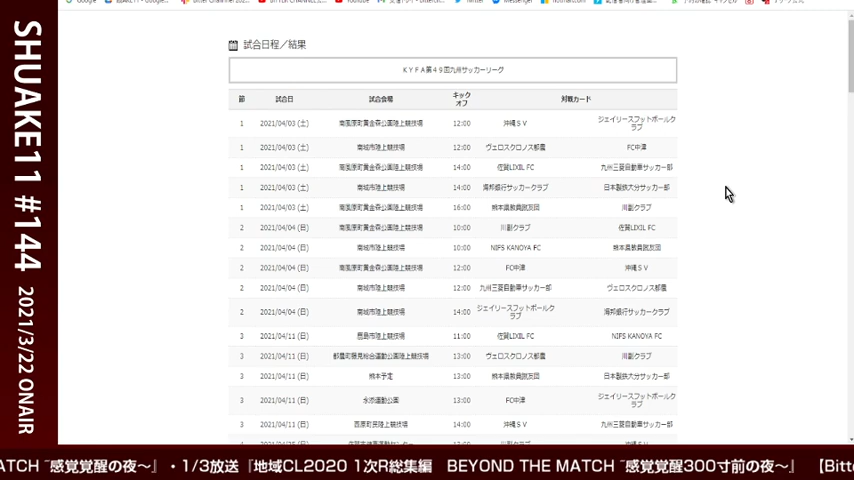 SHUAKE11 #144 2021/3/22 ONAIR
試合日程／結果
KYFA第49回九州サッカーリーグ
節 試合日 試合会場 キックオフ 対戦カード
1 2021/04/03 (土) 南風原町黄金森公園陸上競技場 12:00 沖縄SV ジェイリースフットボールクラブ
1 2021/04/03 (土) 南城市陸上競技場 12:00 ヴェロスクロノス都農 FC中津
1 2021/04/03 (土) 南風原町黄金森公園陸上競技場 14:00 佐賀LIXIL FC 九州三菱自動車サッカー部
1 2021/04/03 (土) 南城市陸上競技場 14:00 海邦銀行サッカークラブ 日本製鉄大分サッカー部
1 2021/04/03 (土) 南風原町黄金森公園陸上競技場 16:00 熊本県教員蹴友団 川副クラブ
2 2021/04/04 (日) 南風原町黄金森公園陸上競技場 10:00 川副クラブ 佐賀LIXIL FC
2 2021/04/04 (日) 南城市陸上競技場 10:00 NIFS KANOYA FC 熊本県教員蹴友団
2 2021/04/04 (日) 南風原町黄金森公園陸上競技場 12:00 FC中津 沖縄SV
2 2021/04/04 (日) 南城市陸上競技場 12:00 九州三菱自動車サッカー部 ヴェロスクロノス都農
2 2021/04/04 (日) 南城市陸上競技場 14:00 ジェイリースフットボールクラブ 海邦銀行サッカークラブ
3 2021/04/11 (日) 鹿島市陸上競技場 11:00 佐賀LIXIL FC NIFS KANOYA FC
3 2021/04/11 (日) 都農町藤見総合運動公園陸上競技場 13:00 ヴェロスクロノス都農 川副クラブ
3 2021/04/11 (日) 熊本予定 13:00 熊本県教員蹴友団 日本製鉄大分サッカー部
3 2021/04/11 (日) 永添運動公園 13:00 FC中津 ジェイリースフットボールクラブ
3 2021/04/11 (日) 西原町民陸上競技場 14:00 沖縄SV 九州三菱自動車サッカー部
ATCH ~感覚覚醒の夜～』・1/3放送『地域CL2020 1次R総集編 BEYOND THE MATCH ~感覚覚醒300寸前の夜～』 【Bitte